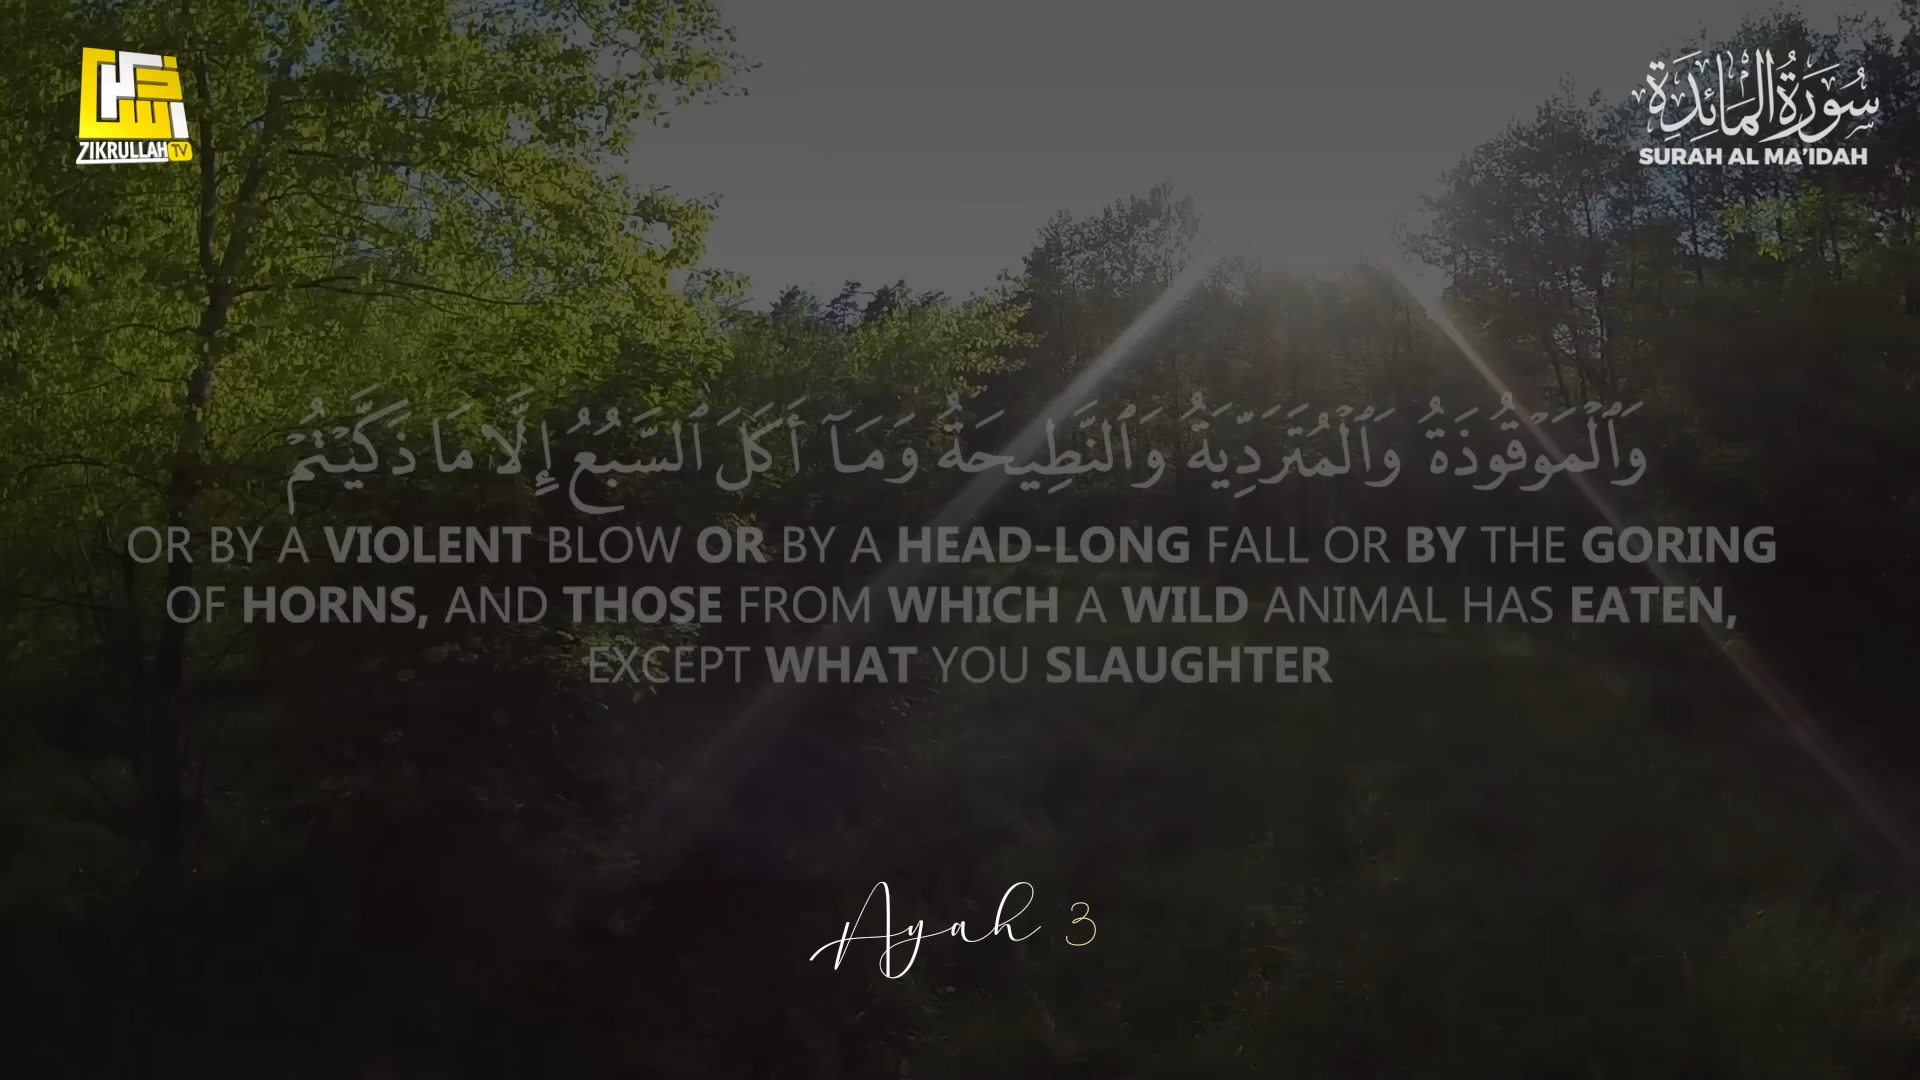 ZIKRULLAH TV
سُورَةُ الْمَائِدَةِ
SURAH AL MA'IDAH
وَٱلْمَوْقُوذَةُ وَٱلْمُتَرَدِّيَةُ وَٱلنَّطِيحَةُ وَمَآ أَكَلَ ٱلسَّبُعُ إِلَّا مَا ذَكَّيْتُمْ
OR BY A VIOLENT BLOW OR BY A HEAD-LONG FALL OR BY THE GORING
OF HORNS, AND THOSE FROM WHICH A WILD ANIMAL HAS EATEN,
EXCEPT WHAT YOU SLAUGHTER
Ayah 3